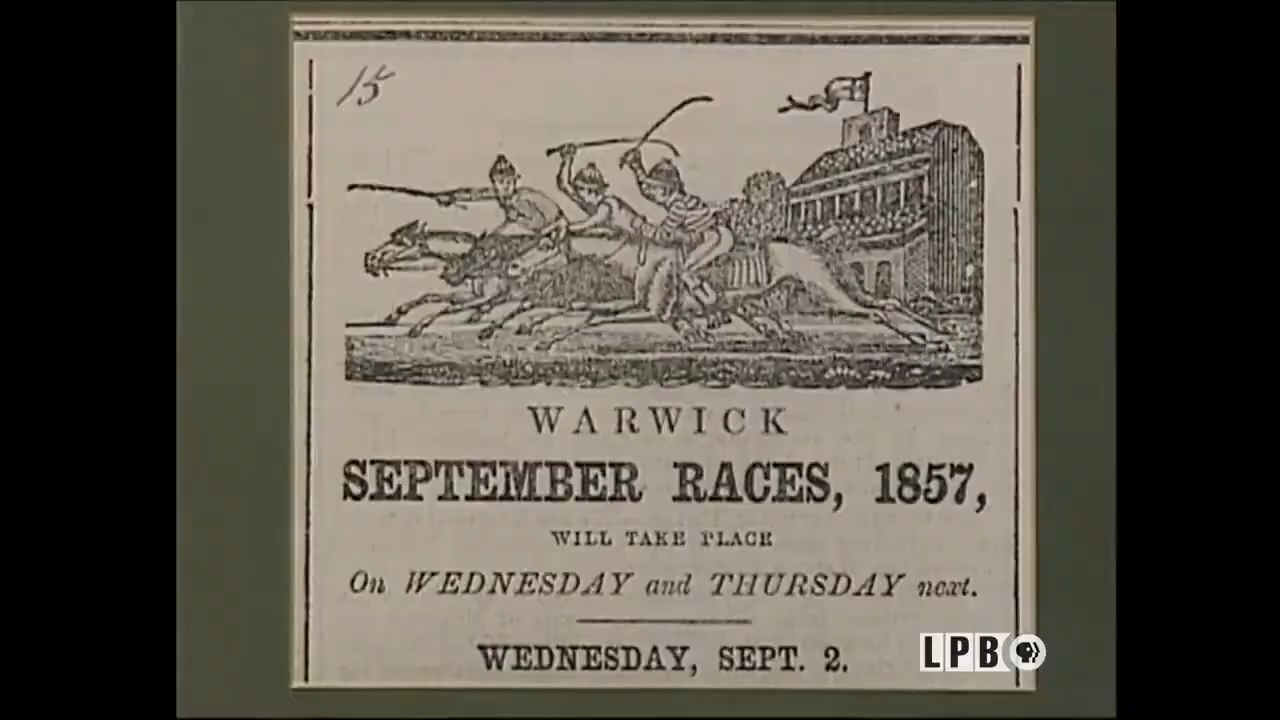 15
WARWICK
SEPTEMBER RACES, 1857,
WILL TAKE PLACE
On WEDNESDAY and THURSDAY next.
WEDNESDAY, SEPT. 2.
LPB